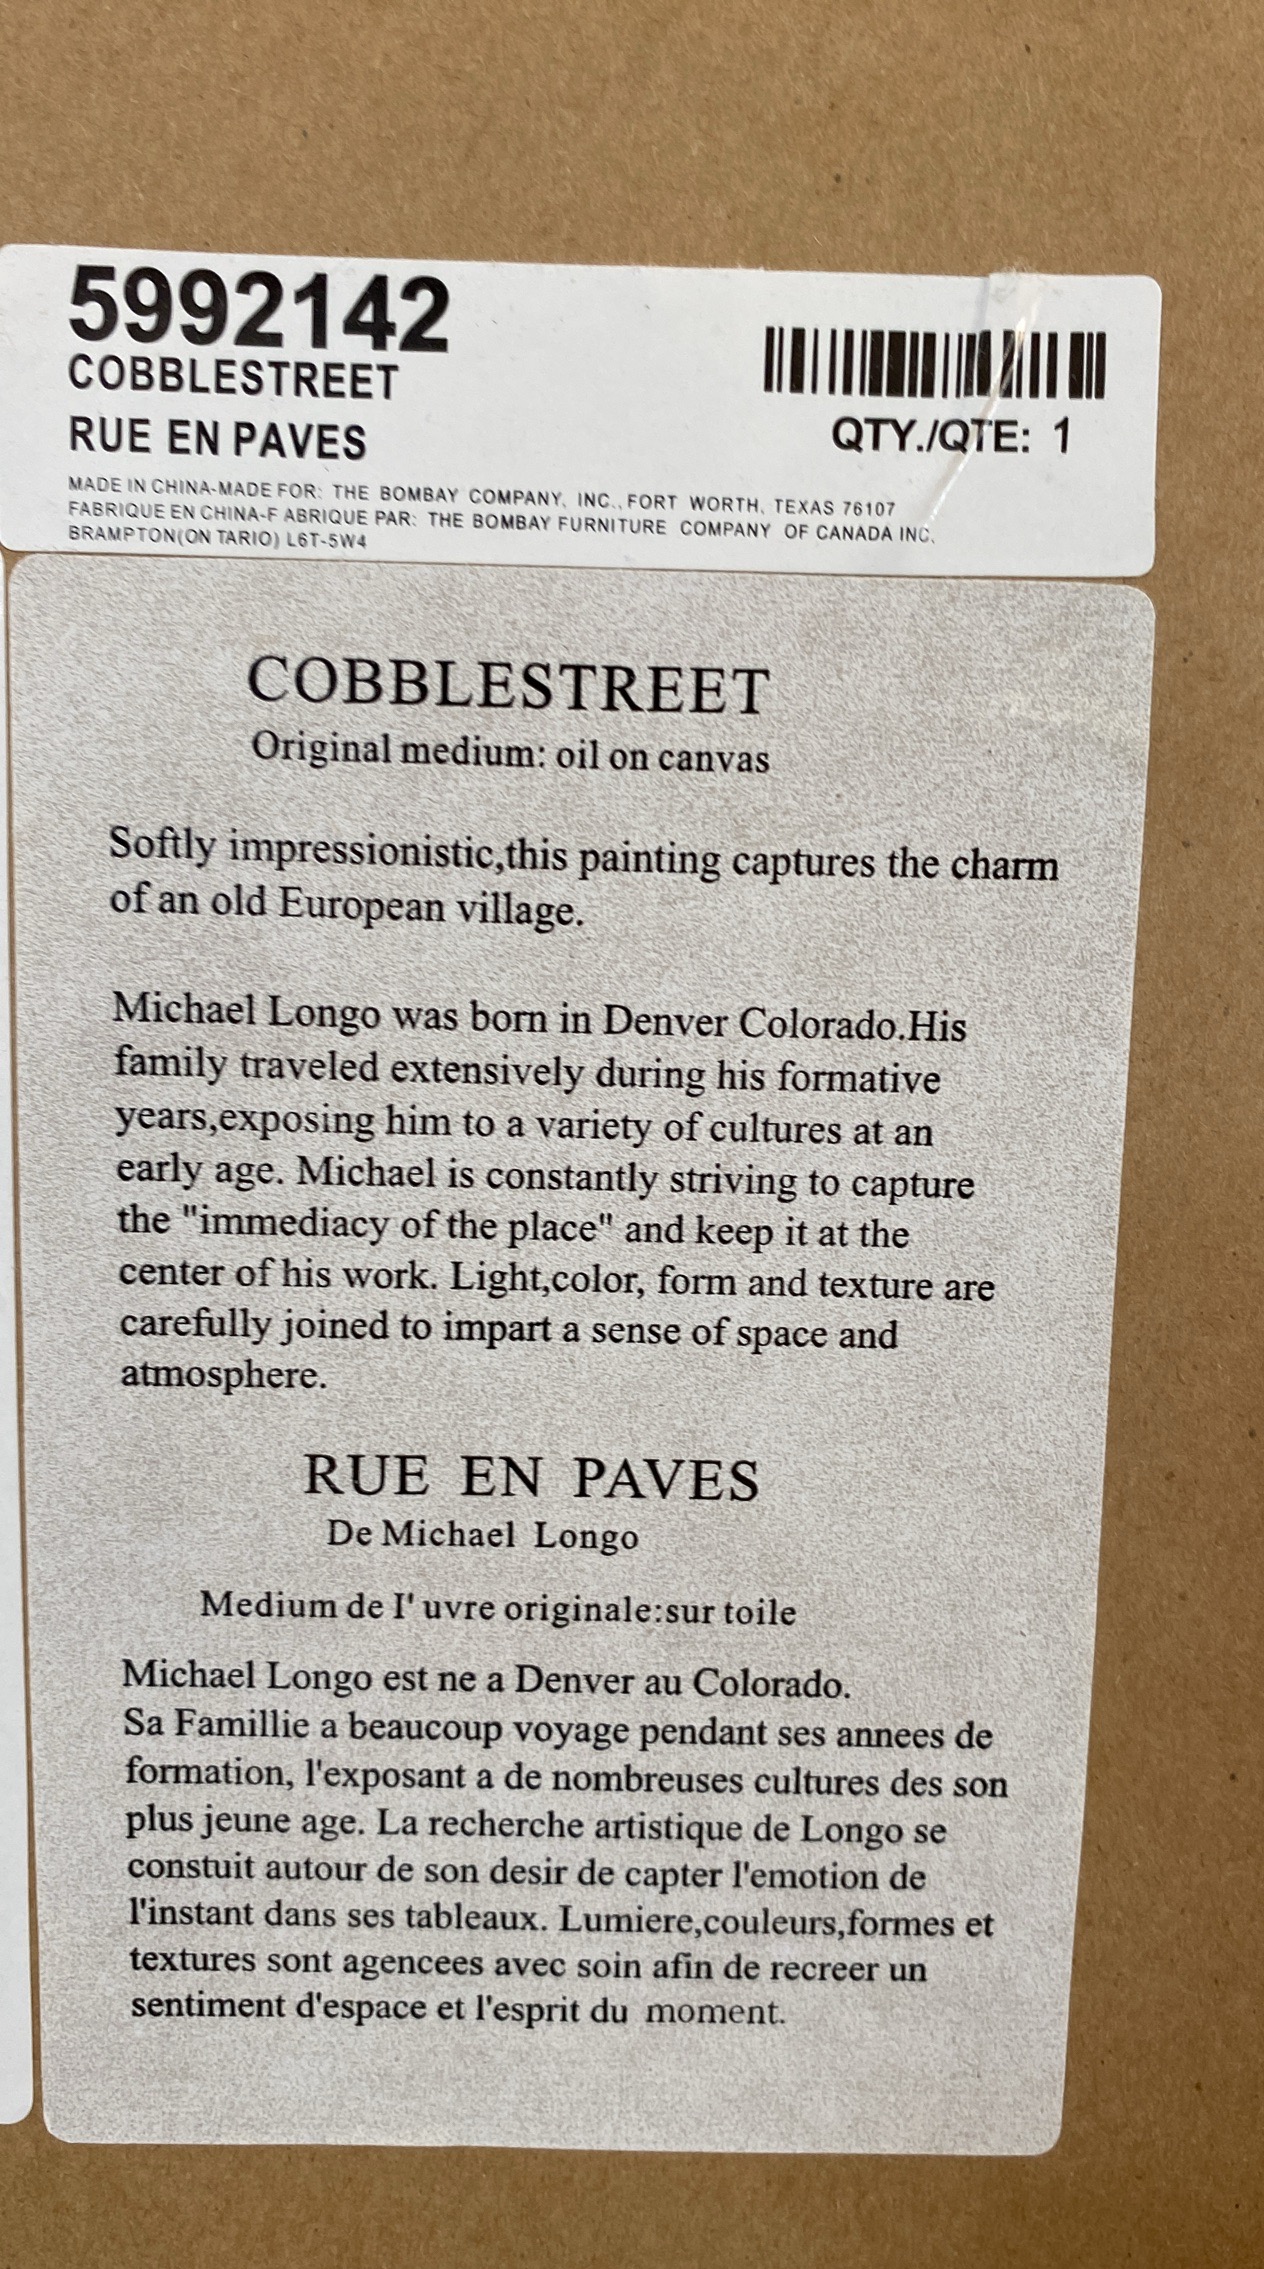 5992142
COBBLESTREET
RUE EN PAVES
QTY./QTE: 1
MADE IN CHINA-MADE FOR: THE BOMBAY COMPANY, INC., FORT WORTH, TEXAS 76107
FABRIQUE EN CHINA-F ABRIQUE PAR: THE BOMBAY FURNITURE COMPANY OF CANADA INC.
BRAMPTON(ON TARIO) L6T-5W4
COBBLESTREET
Original medium: oil on canvas
Softly impressionistic,this painting captures the charm
of an old European village.
Michael Longo was born in Denver Colorado.His
family traveled extensively during his formative
years,exposing him to a variety of cultures at an
early age. Michael is constantly striving to capture
the "immediacy of the place" and keep it at the
center of his work. Light,color, form and texture are
carefully joined to impart a sense of space and
atmosphere.
RUE EN PAVES
De Michael Longo
Medium de I' uvre originale:sur toile
Michael Longo est ne a Denver au Colorado.
Sa Famillie a beaucoup voyage pendant ses annees de
formation, l'exposant a de nombreuses cultures des son
plus jeune age. La recherche artistique de Longo se
constuit autour de son desir de capter l'emotion de
l'instant dans ses tableaux. Lumiere,couleurs,formes et
textures sont agencees avec soin afin de recreer un
sentiment d'espace et l'esprit du moment.